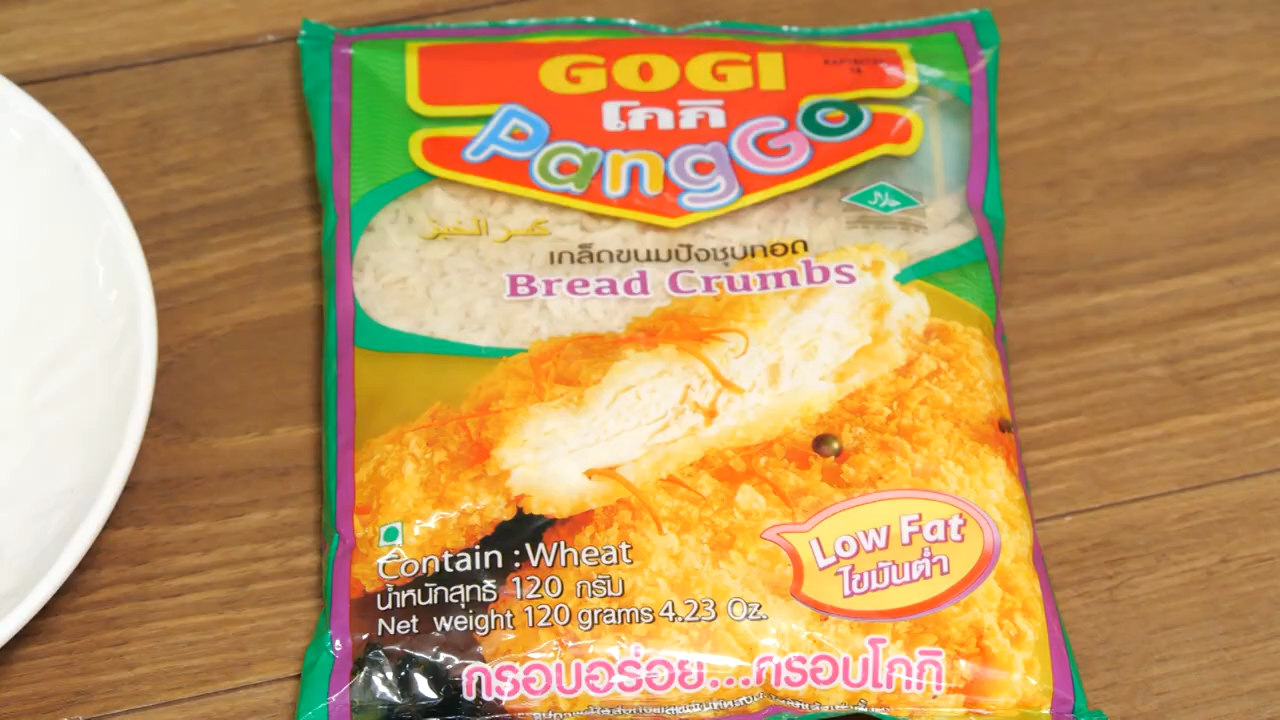 GOGI
โกกิ
PangGo
حلال
كسر الخبز
เกล็ดขนมปังชุบทอด
Bread Crumbs
Low Fat
ไขมันต่ำ
Contain : Wheat
น้ำหนักสุทธิ 120 กรัม
Net weight 120 grams 4.23 Oz.
กรอบอร่อย...กรอบโกกิ